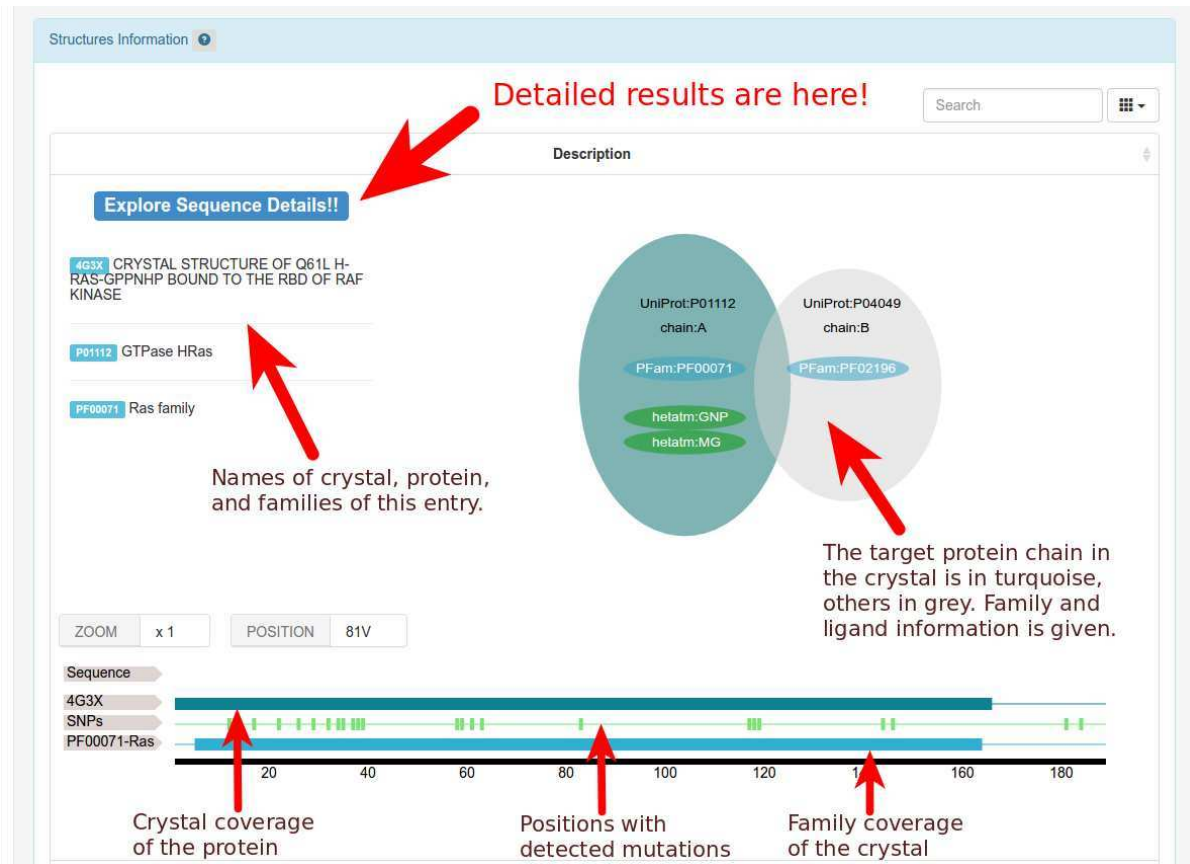 Structures Information
Detailed results are here!
Search
Description
Explore Sequence Details!!
4G3X CRYSTAL STRUCTURE OF Q61L H-
RAS-GPPNHP BOUND TO THE RBD OF RAF
KINASE
P01112 GTPase HRas
PF00071 Ras family
UniProt:P01112
chain:A
PFam:PF00071
hetatm:GNP
hetatm:MG
UniProt:P04049
chain:B
PFam:PF02196
Names of crystal, protein,
and families of this entry.
The target protein chain in
the crystal is in turquoise,
others in grey. Family and
ligand information is given.
ZOOM x 1 POSITION 81V
Sequence
4G3X
SNPs
PF00071-Ras
20 40 60 80 100 120 160 180
Crystal coverage
of the protein
Positions with
detected mutations
Family coverage
of the crystal